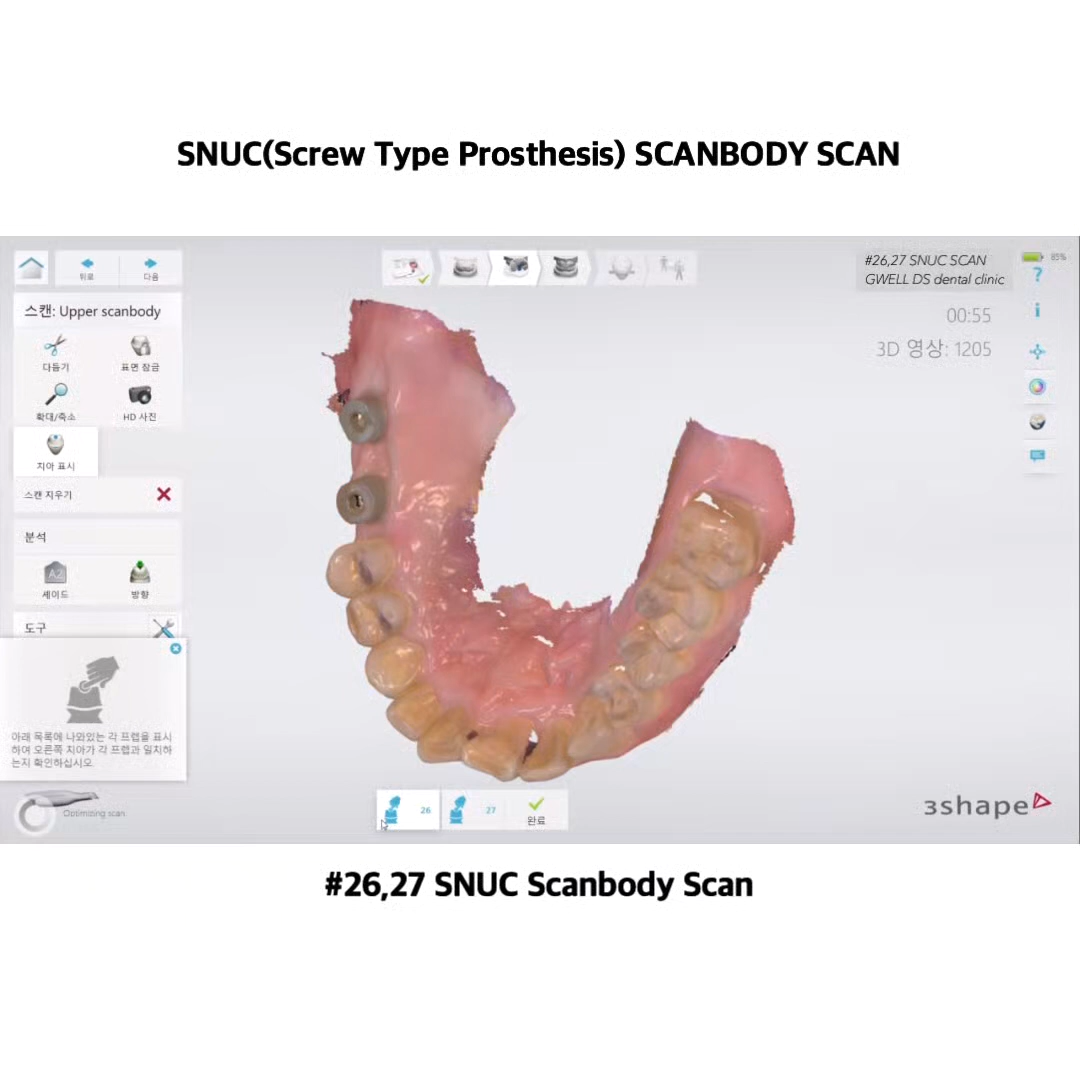 SNUC(Screw Type Prosthesis) SCANBODY SCAN
뒤로
다음
#26,27 SNUC SCAN
GWELL DS dental clinic
85%
?
i
스캔: Upper scanbody
00:55
3D 영상: 1205
다듬기
표면 잠금
확대/축소
HD 사진
치아 표시
스캔 지우기
분석
A2
셰이드
방향
도구
아래 목록에 나와있는 각 프렙을 표시
하여 오른쪽 치아가 각 프렙과 일치하
는지 확인하십시오.
Optimizing scan
26
27
완료
3shape
#26,27 SNUC Scanbody Scan